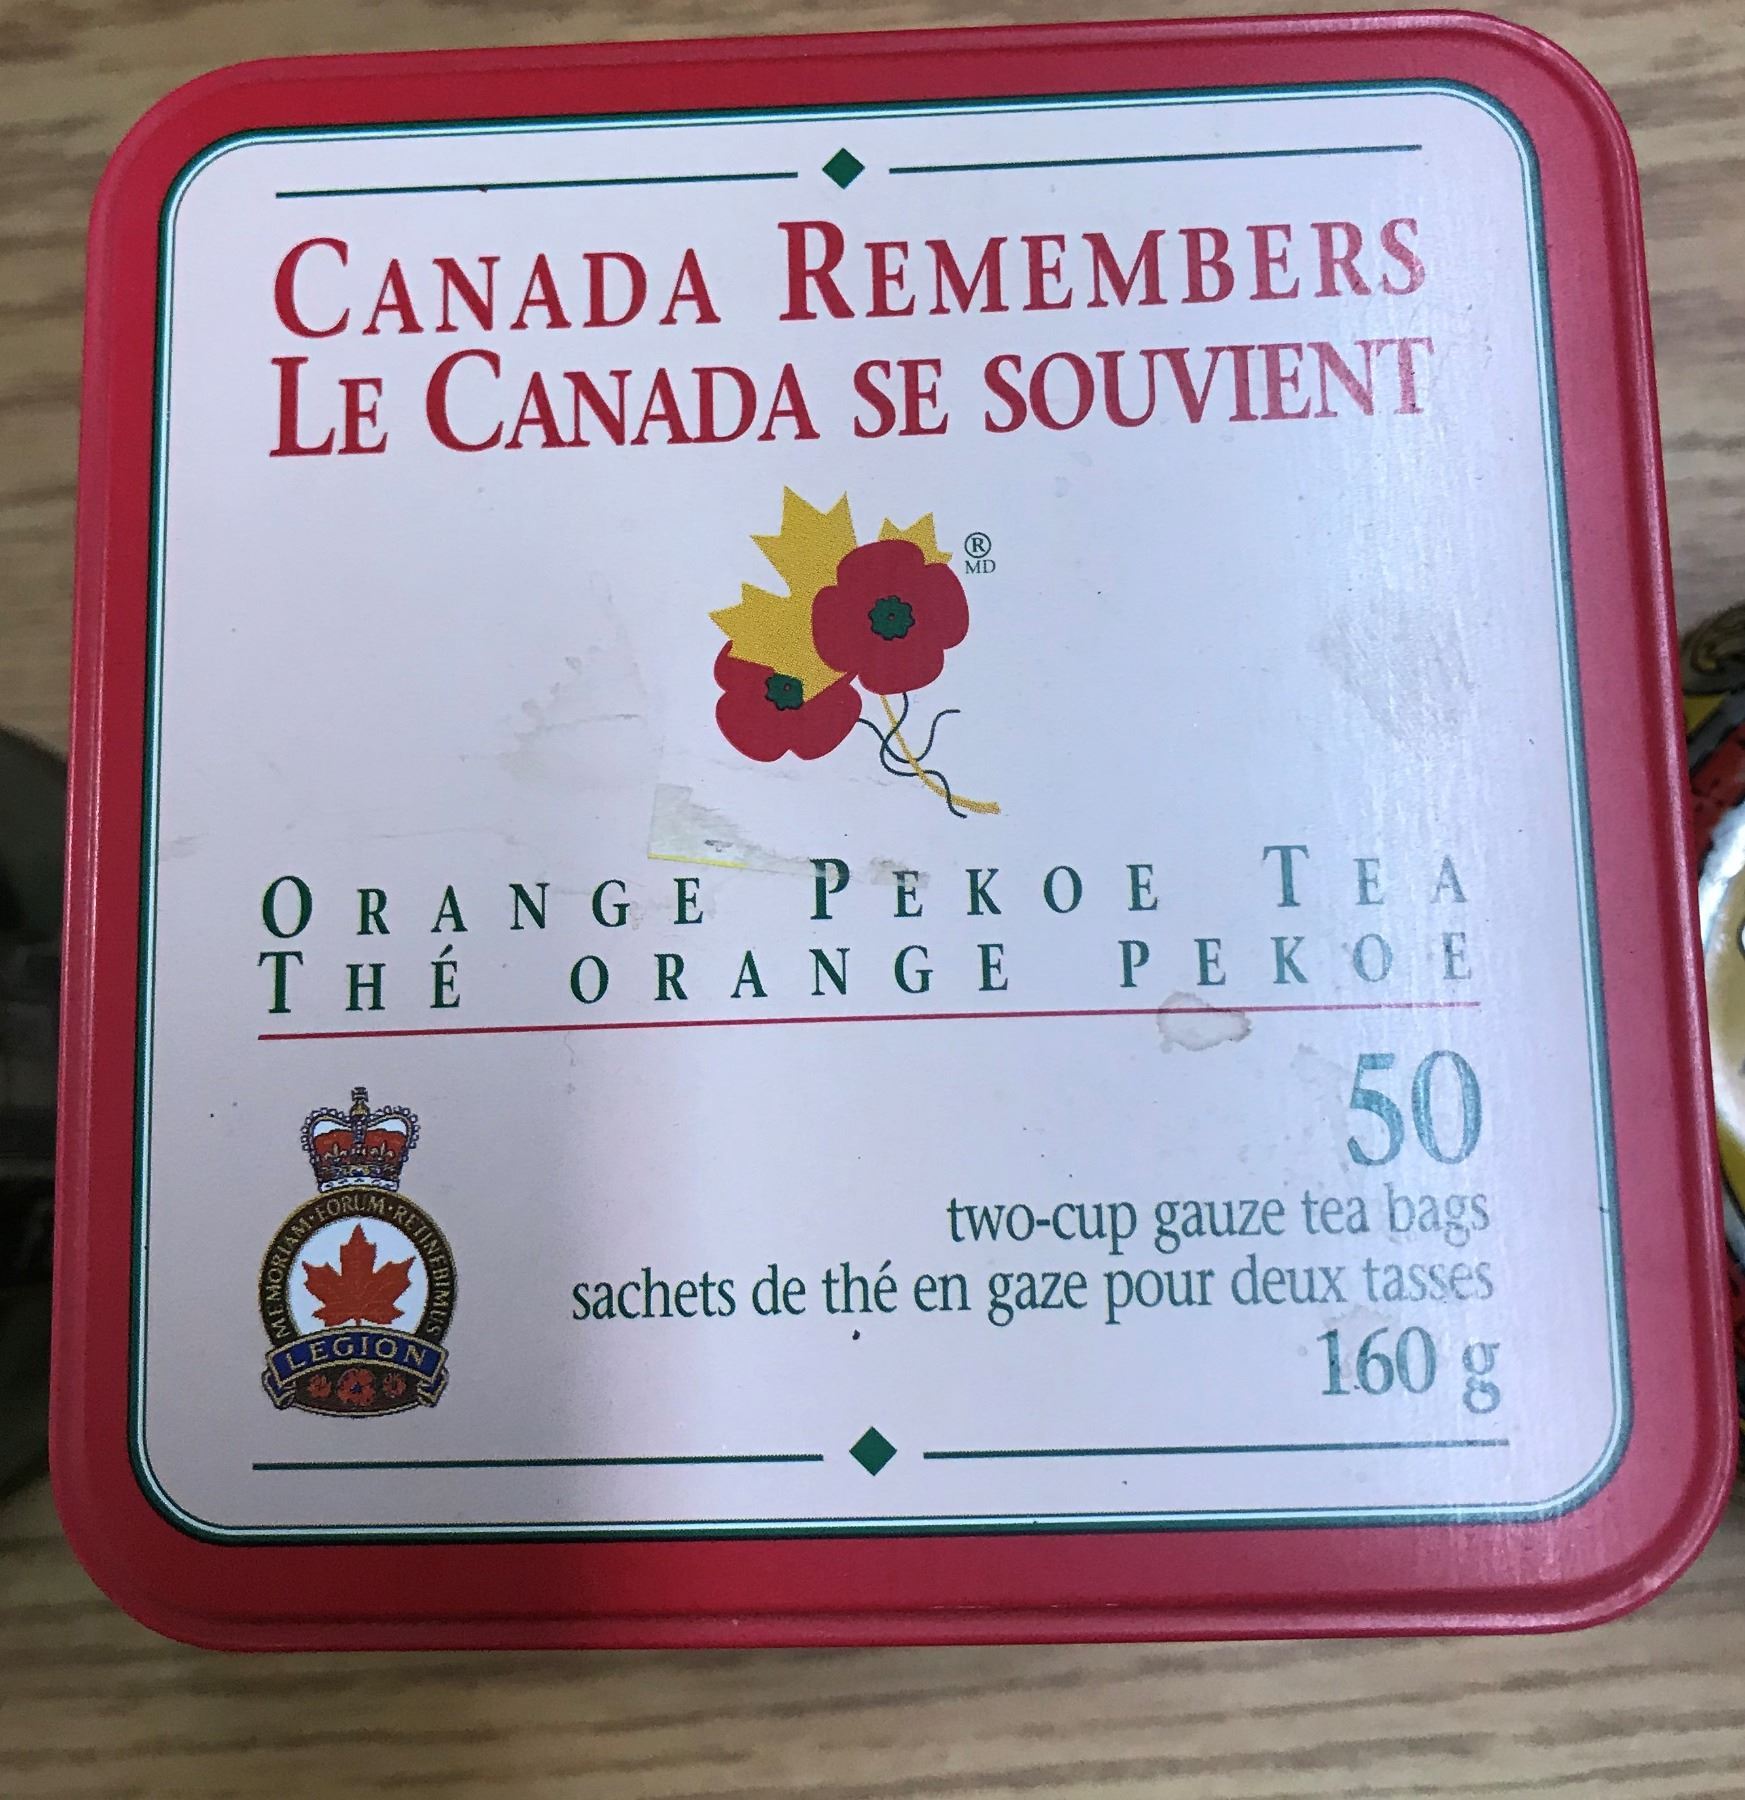 CANADA REMEMBERS
LE CANADA SE SOUVIENT
®
MD
ORANGE PEKOE TEA
THÉ ORANGE PEKOE
50
two-cup gauze tea bags
sachets de thé en gaze pour deux tasses
160 g
MEMORIAM·EORUM·RETINEBIMUS
LEGION